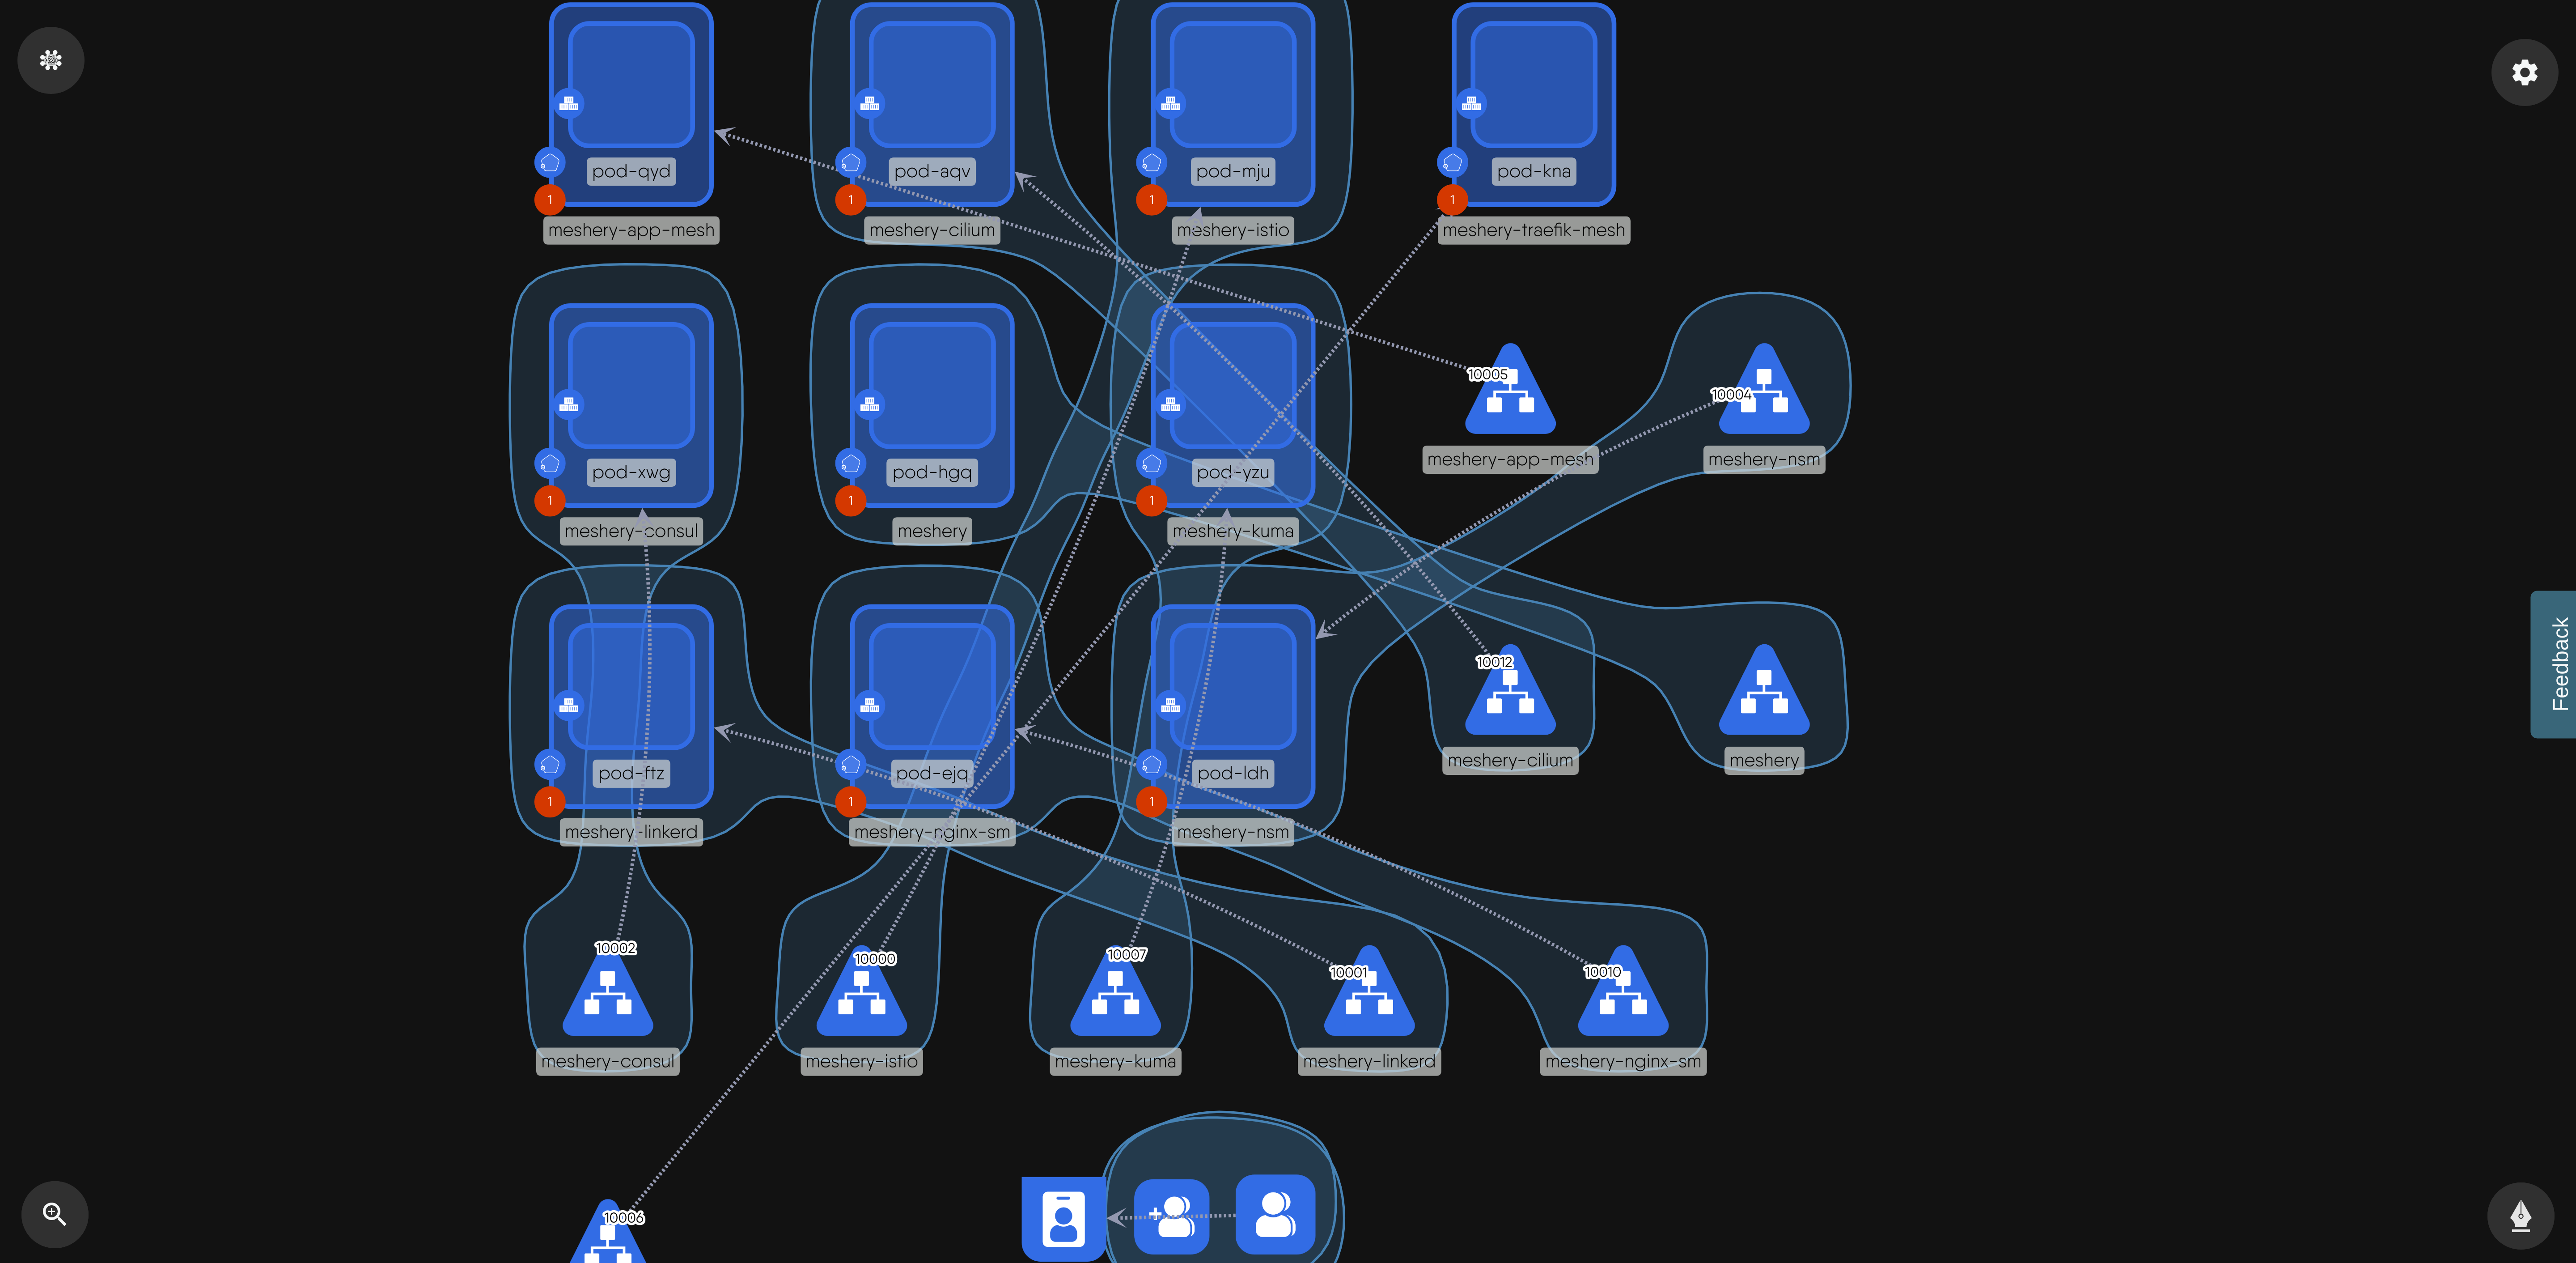 pod-qyd
pod-aqv
pod-mju
pod-kna
1
1
1
1
meshery-app-mesh
meshery-cilium
meshery-istio
meshery-traefik-mesh
10005
10004
pod-xwg
pod-hgq
pod-yzu
meshery-app-mesh
meshery-nsm
1
1
1
meshery-consul
meshery
meshery-kuma
Feedback
10012
pod-ftz
pod-ejq
pod-ldh
meshery-cilium
meshery
1
1
1
meshery-linkerd
meshery-nginx-sm
meshery-nsm
10002
10000
10007
10001
10010
meshery-consul
meshery-istio
meshery-kuma
meshery-linkerd
meshery-nginx-sm
10006